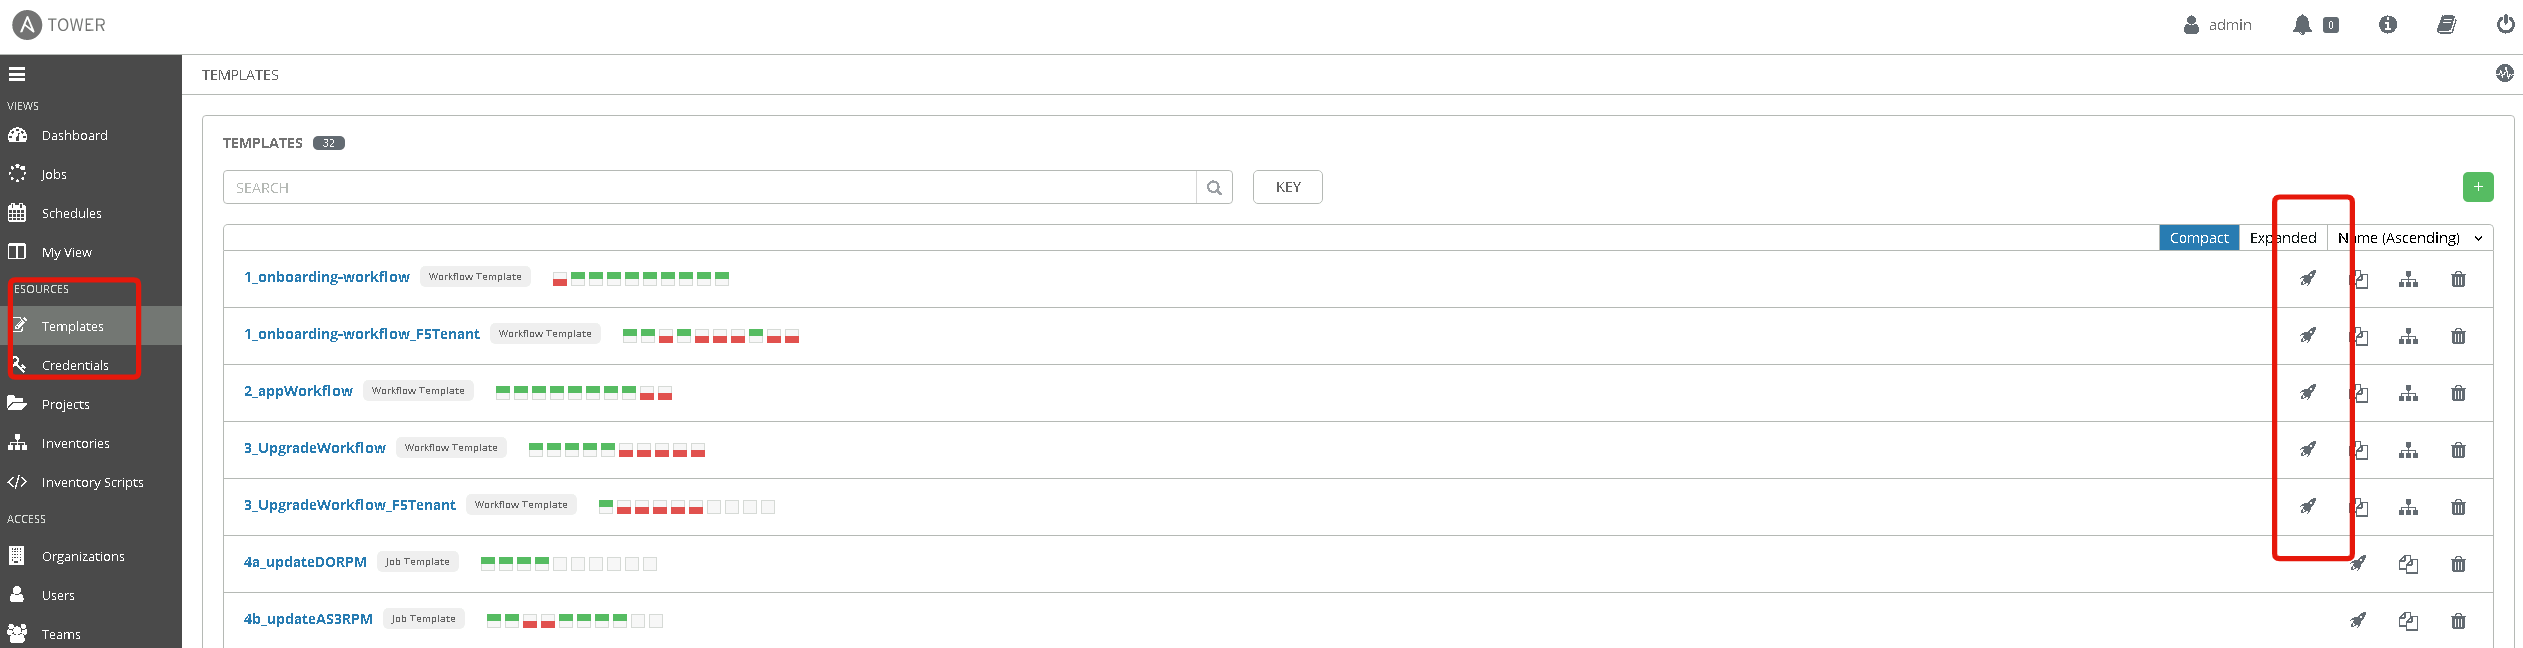 A TOWER
admin
0
TEMPLATES
VIEWS
Dashboard
Jobs
Schedules
My View
ESOURCES
Templates
Credentials
Projects
Inventories
Inventory Scripts
ACCESS
Organizations
Users
Teams
TEMPLATES 32
SEARCH
KEY
+
Compact Expanded Name (Ascending)
1_onboarding-workflow Workflow Template
1_onboarding-workflow_F5Tenant Workflow Template
2_appWorkflow Workflow Template
3_UpgradeWorkflow Workflow Template
3_UpgradeWorkflow_F5Tenant Workflow Template
4a_updateDORPM Job Template
4b_updateAS3RPM Job Template